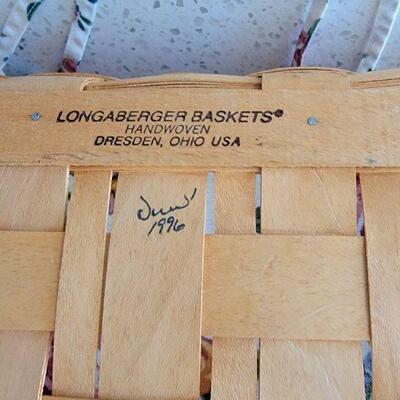 LONGABERGER BASKETS®
HANDWOVEN
DRESDEN, OHIO USA
1996